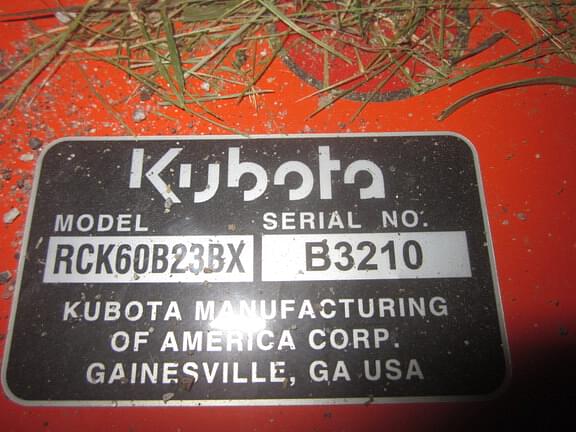 Kubota
MODEL SERIAL NO.
RCK60B23BX B3210
KUBOTA MANUFACTURING
OF AMERICA CORP.
GAINESVILLE, GA USA